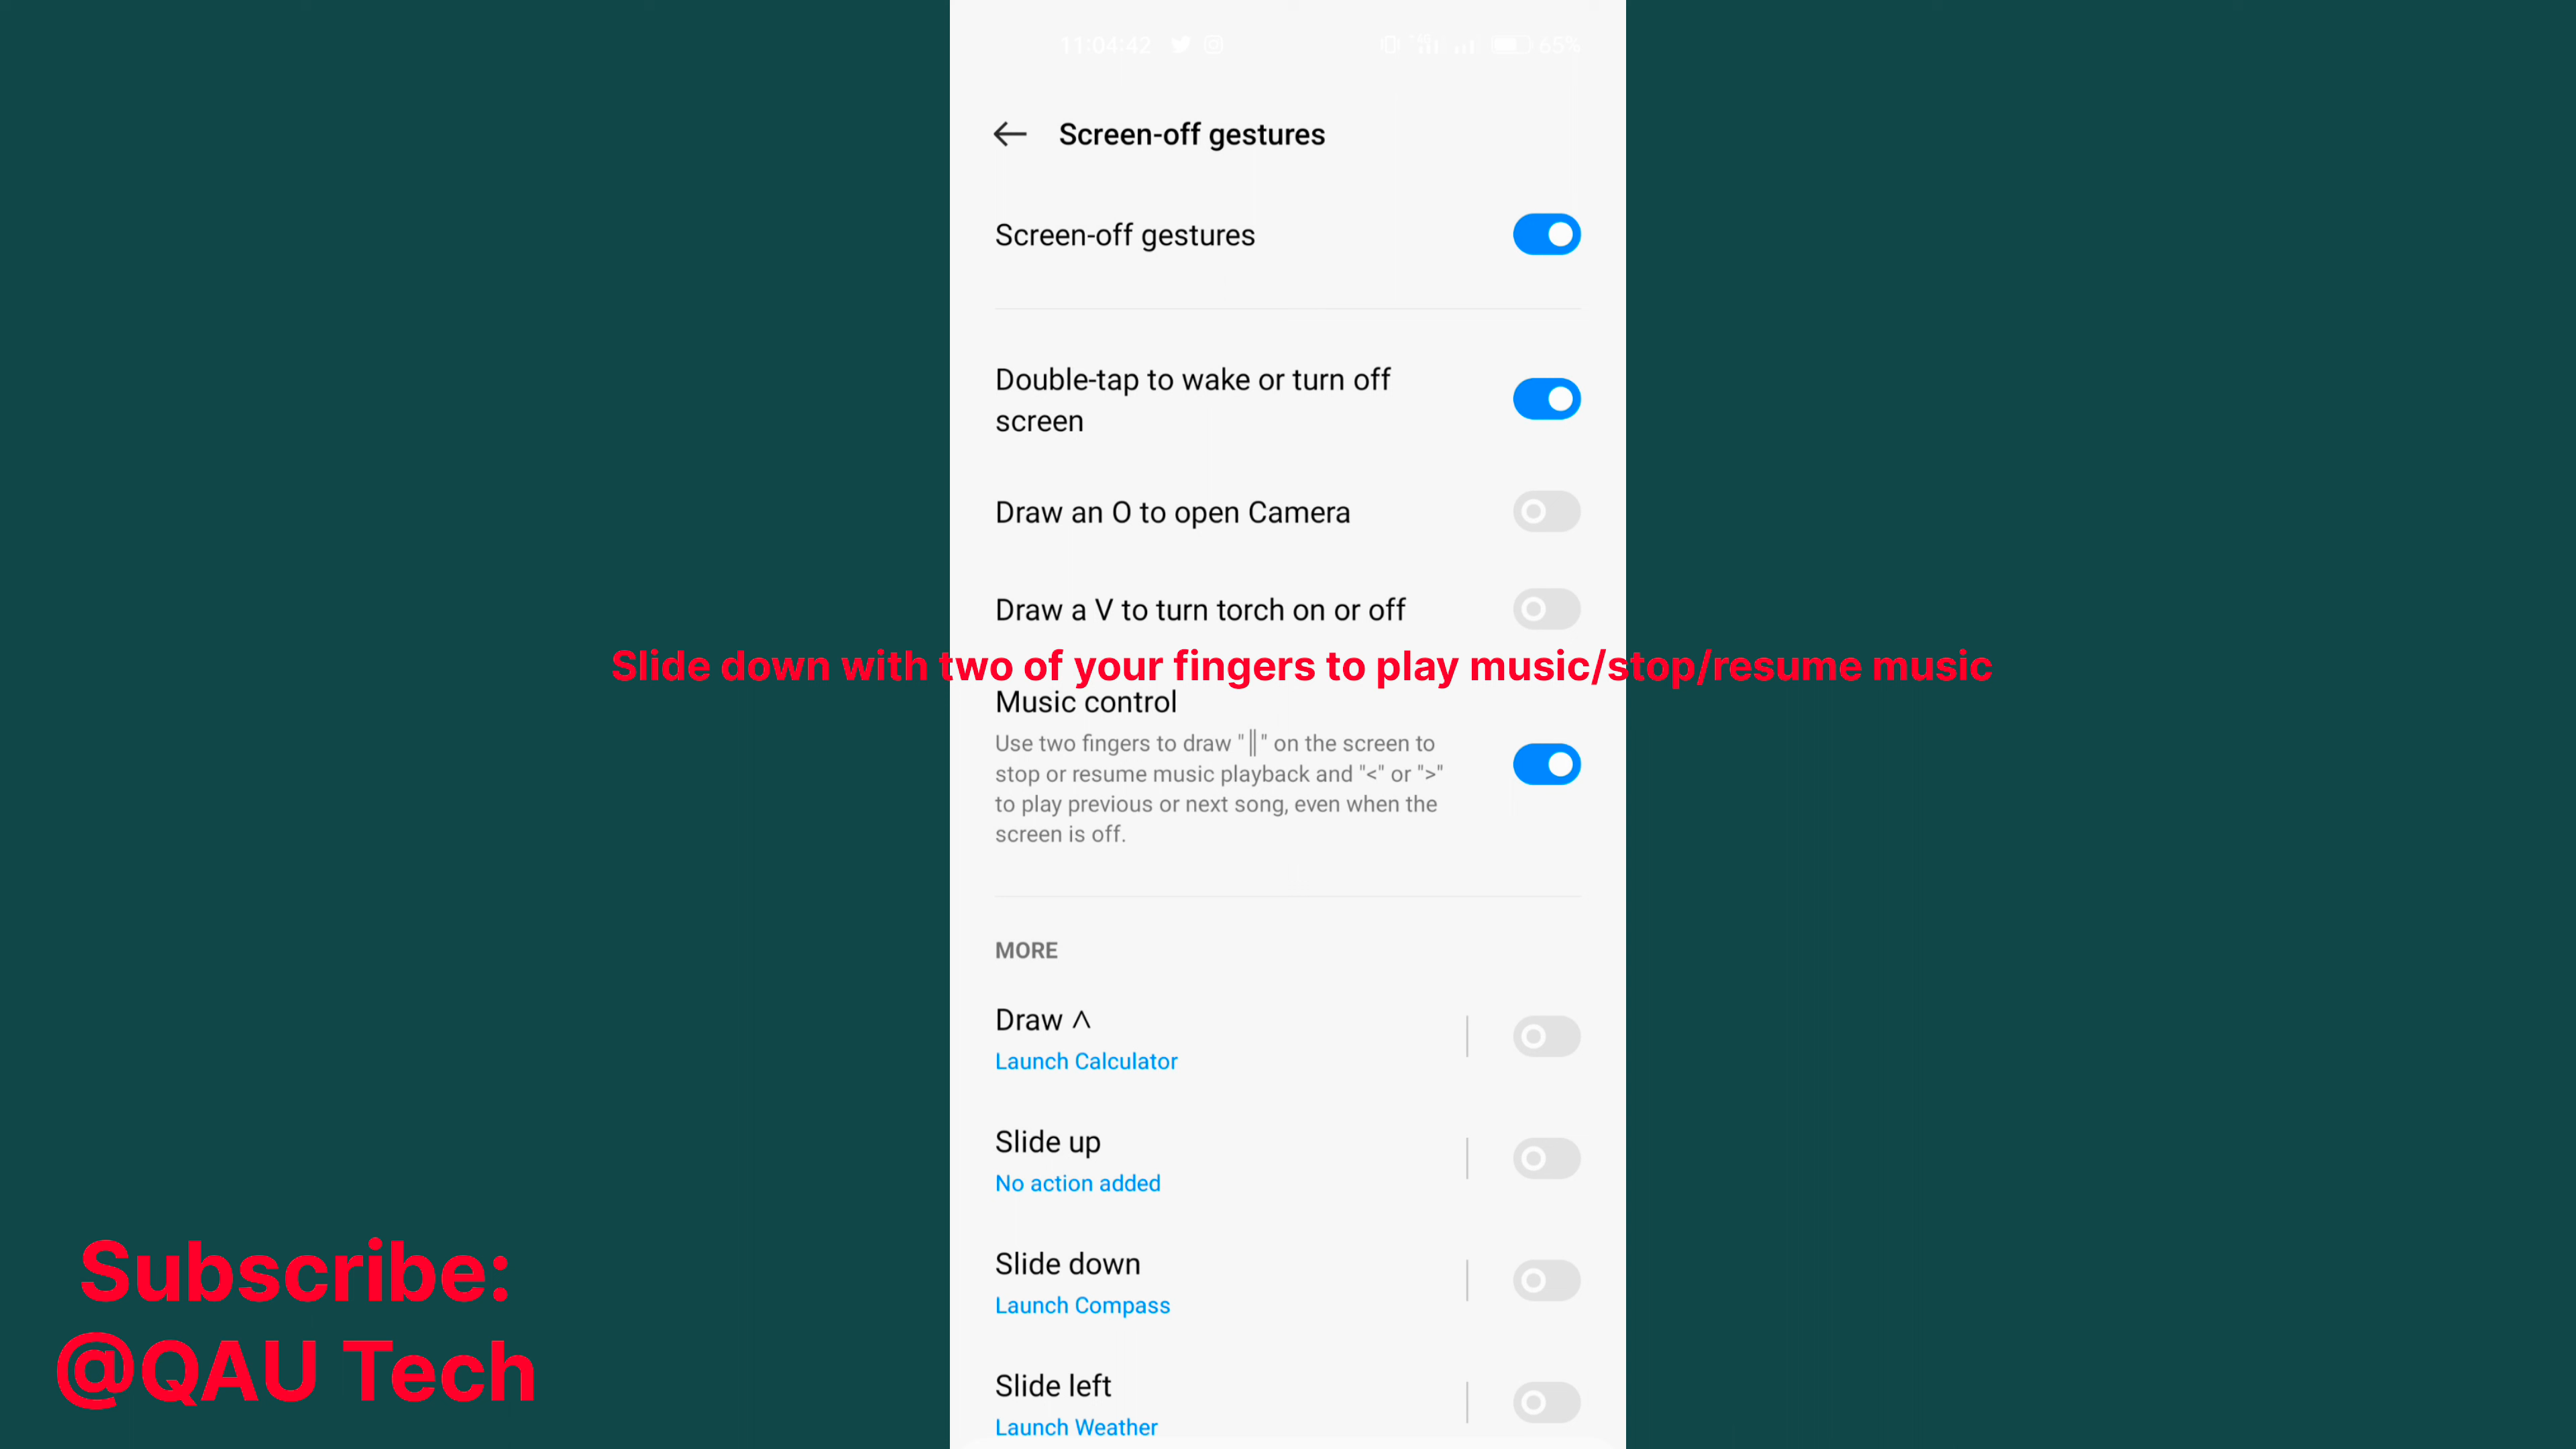 11:04:42
65%
Screen-off gestures
Screen-off gestures
Double-tap to wake or turn off
screen
Draw an O to open Camera
Draw a V to turn torch on or off
Slide down with two of your fingers to play music/stop/resume music
Music control
Use two fingers to draw "||" on the screen to
stop or resume music playback and "<" or ">"
to play previous or next song, even when the
screen is off.
MORE
Draw ^
Launch Calculator
Slide up
No action added
Slide down
Launch Compass
Slide left
Launch Weather
Subscribe:
@QAU Tech